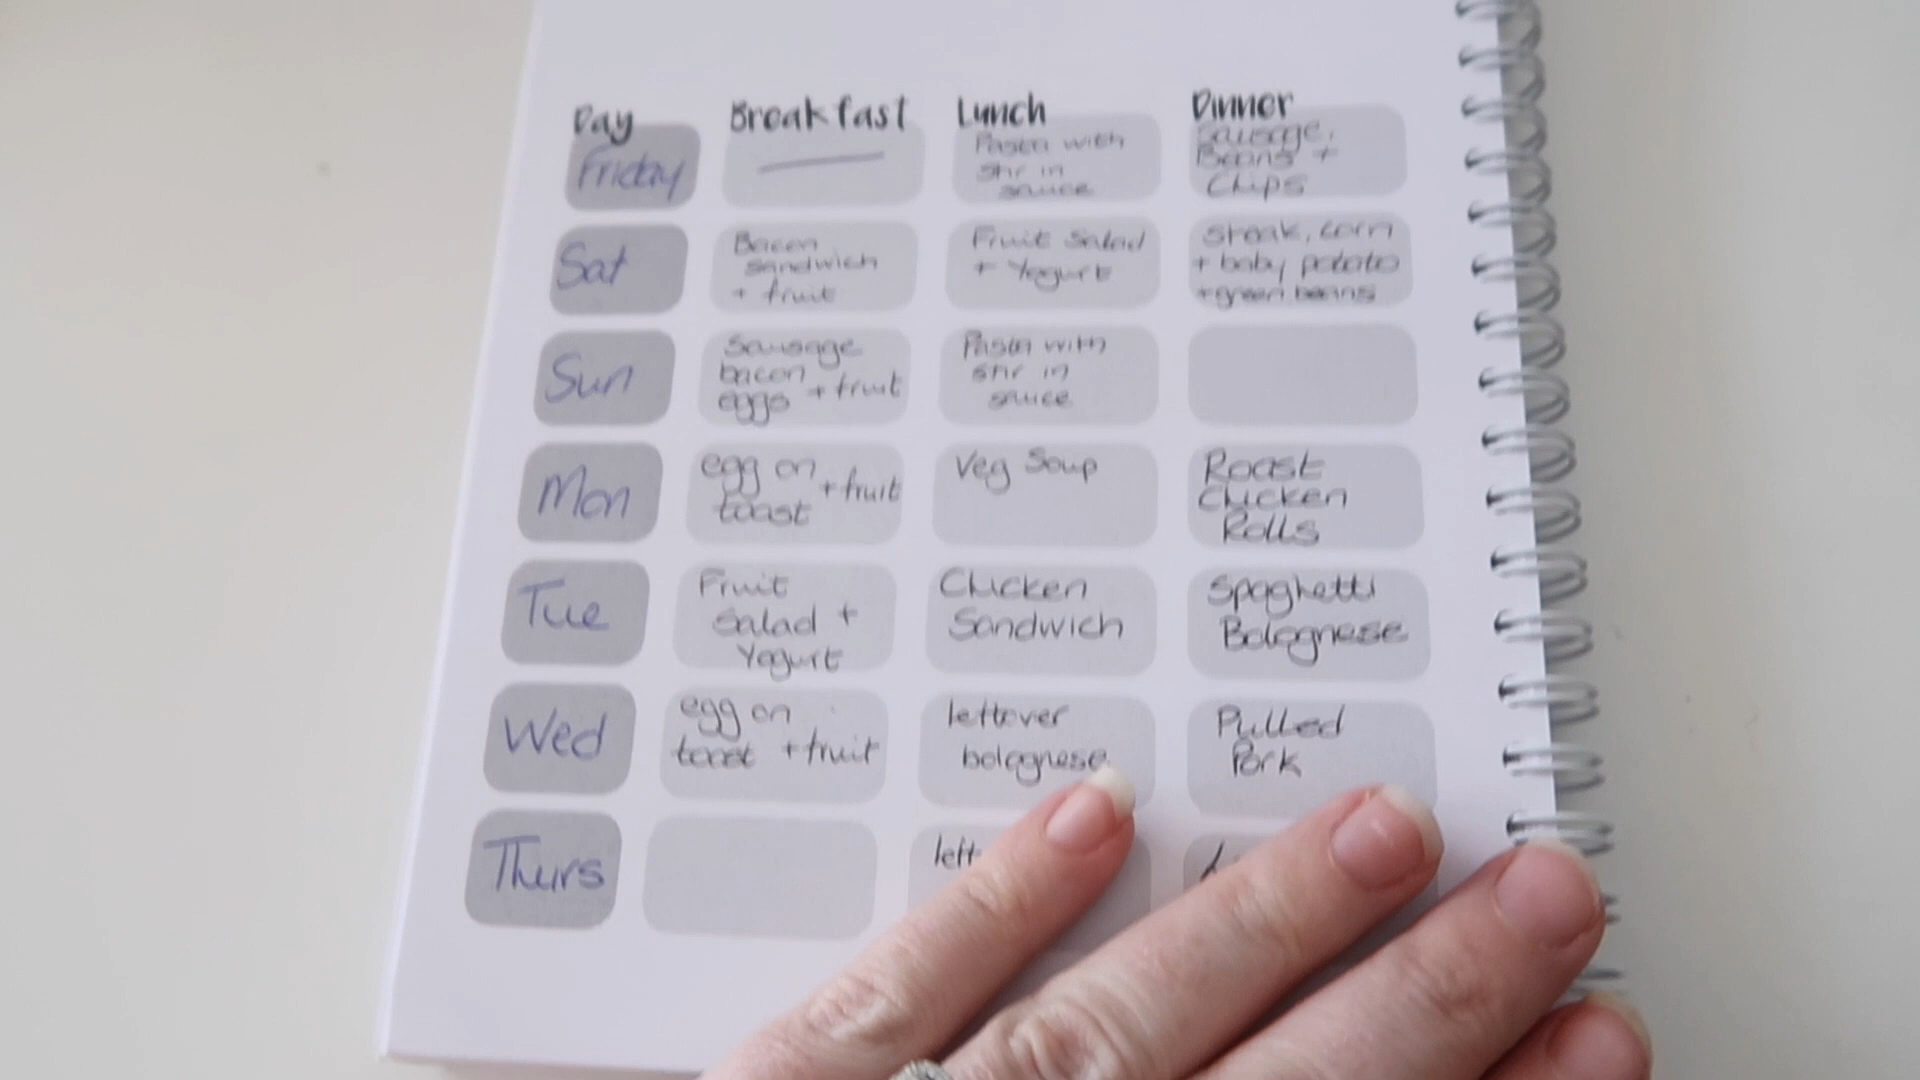 Day Breakfast Lunch Dinner
Friday
Pasta with
stir in
sauce
Sausage,
Beans +
Chips
Sat
Bacon
sandwich
+ fruit
Fruit Salad
+ Yogurt
Steak, corn
+ baby potato
+ green beans
Sun
Sausage
bacon
eggs + fruit
Pasta with
stir in
sauce
Mon
egg on
toast + fruit
Veg Soup
Roast
Chicken
Rolls
Tue
Fruit
Salad +
Yogurt
Chicken
Sandwich
Spaghetti
Bolognese
Wed
egg on
toast + fruit
leftover
bolognese
Pulled
Pork
Thurs